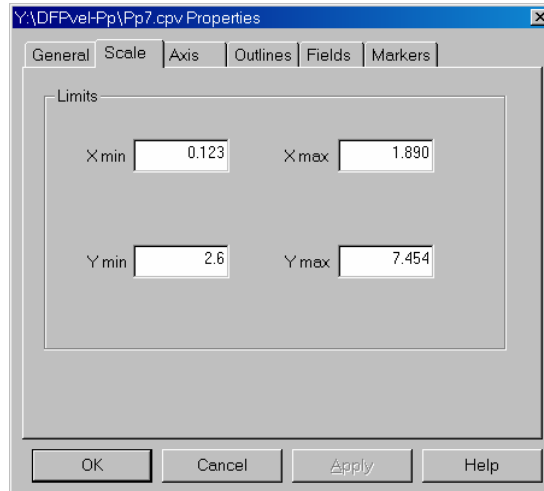 Y:\DFPvel-Pp\Pp7.cpv Properties
General Scale Axis Outlines Fields Markers
Limits
X min 0.123 X max 1.890
Y min 2.6 Y max 7.454
OK Cancel Apply Help